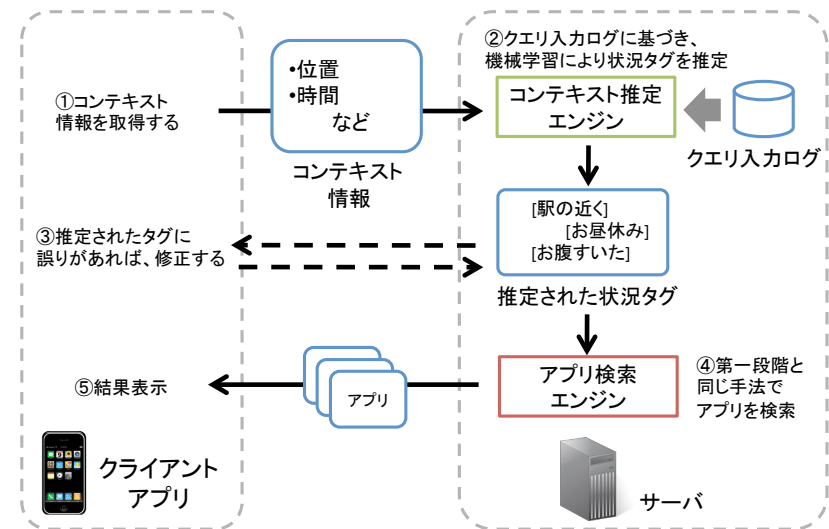 ①コンテキスト
情報を取得する
•位置
•時間
など
コンテキスト
情報
②クエリ入力ログに基づき、
機械学習により状況タグを推定
コンテキスト推定
エンジン
クエリ入力ログ
③推定されたタグに
誤りがあれば、修正する
[駅の近く]
[お昼休み]
[お腹すいた]
推定された状況タグ
④第一段階と
同じ手法で
アプリを検索
アプリ検索
エンジン
アプリ
⑤結果表示
クライアント
アプリ
サーバ